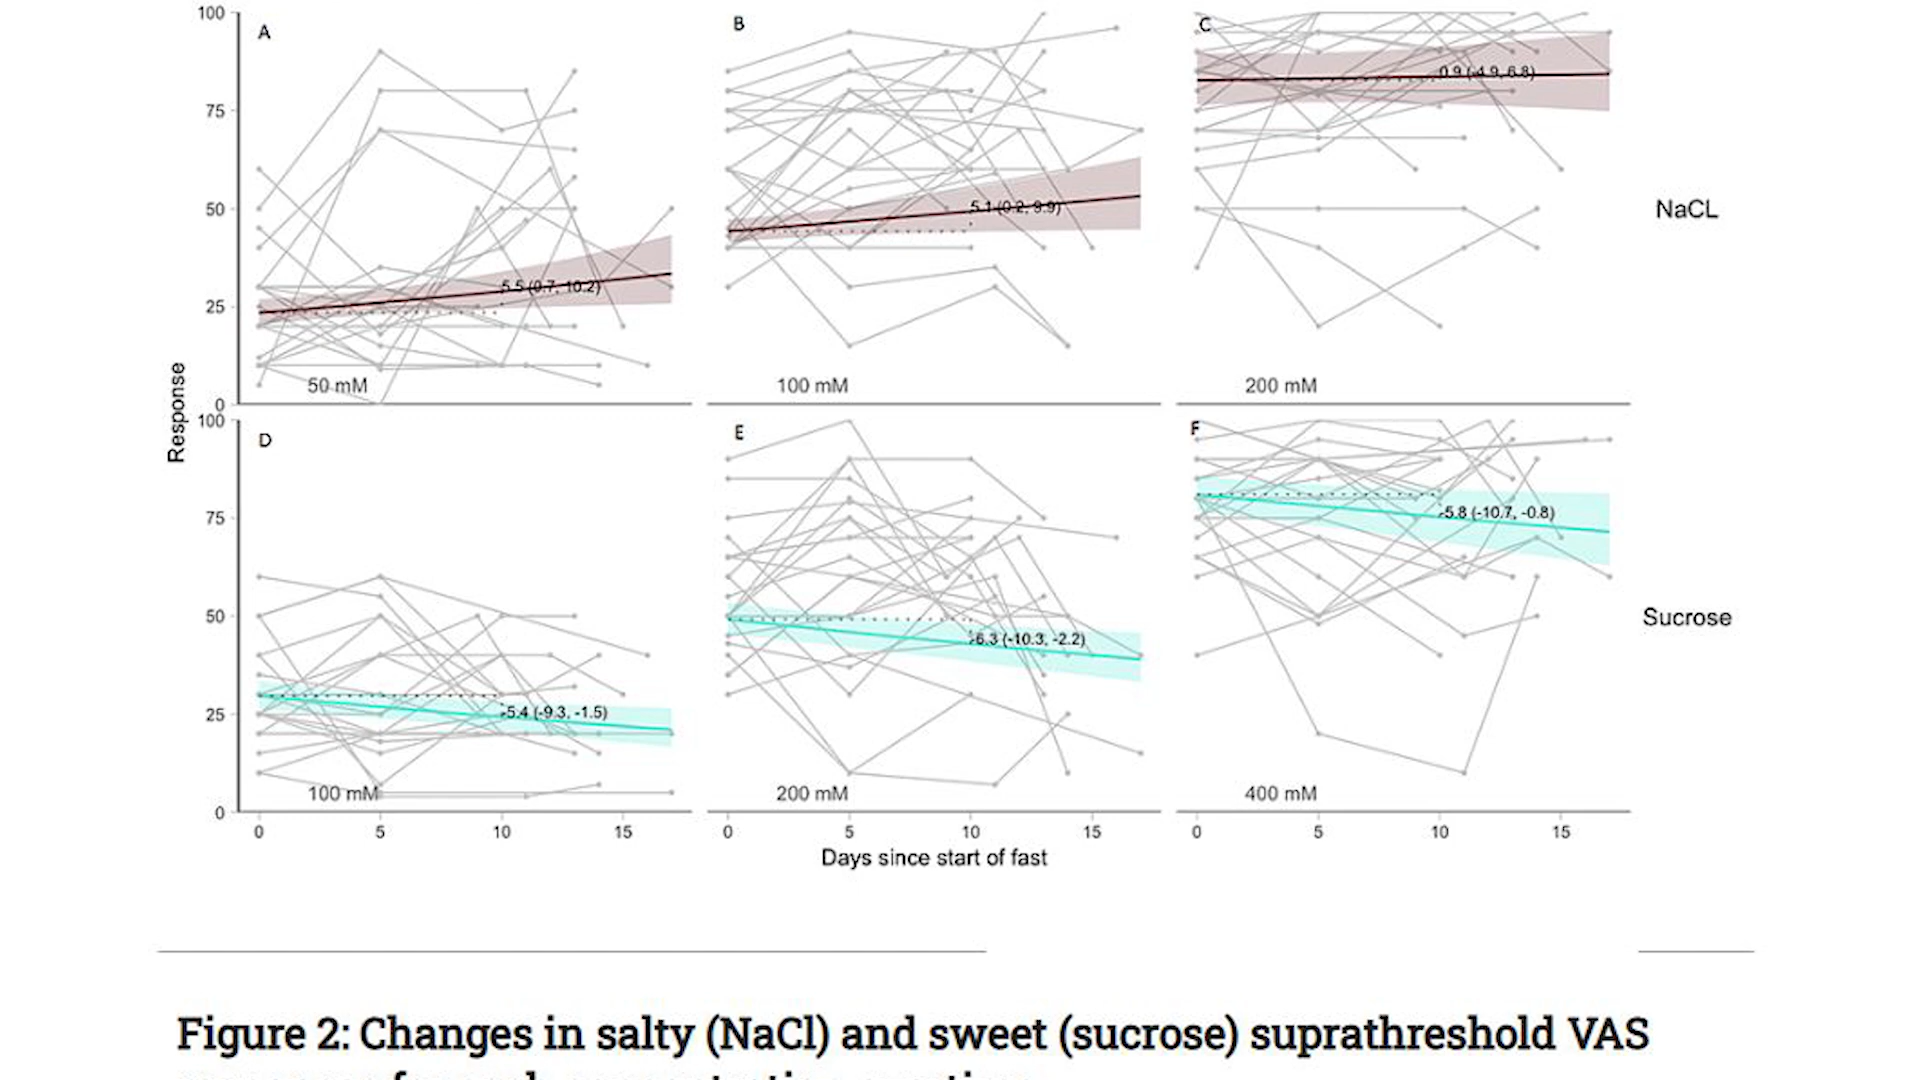 100
A
B
C
0.9 (-4.9, 6.8)
75
50
5.1 (0.2, 9.9)
NaCL
5.5 (0.7, 10.2)
25
50 mM
100 mM
200 mM
0
Response
100
D
E
F
75
-5.8 (-10.7, -0.8)
50
Sucrose
-6.3 (-10.3, -2.2)
25
-5.4 (-9.3, -1.5)
100 mM
200 mM
400 mM
0
0 5 10 15 0 5 10 15 0 5 10 15
Days since start of fast
Figure 2: Changes in salty (NaCl) and sweet (sucrose) suprathreshold VAS